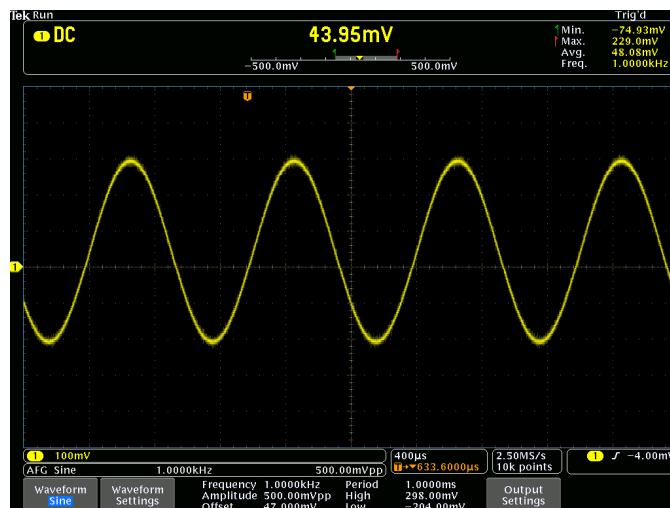 Tek Run Trig'd
1 DC 43.95mV
Min. -74.93mV
Max. 229.0mV
Avg. 48.08mV
Freq. 1.0000kHz
-500.0mV 500.0mV
T
1
1 100mV
400µs
T→▼633.6000µs
2.50MS/s
10k points
1 ∫ -4.00mV
AFG Sine 1.0000kHz 500.00mVpp
Waveform
Sine
Waveform
Settings
Frequency 1.0000kHz
Amplitude 500.00mVpp
Offset 47.000mV
Period 1.0000ms
High 298.00mV
Low -204.00mV
Output
Settings